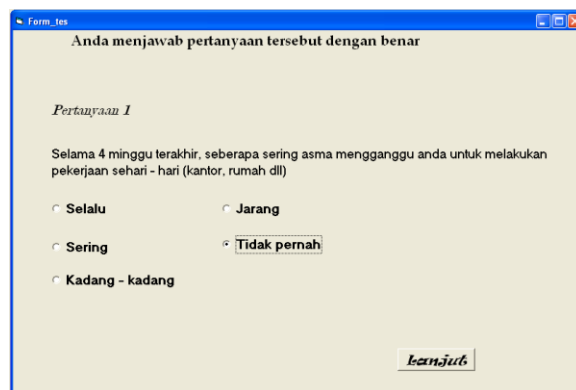 Form_tes
Anda menjawab pertanyaan tersebut dengan benar
Pertanyaan 1
Selama 4 minggu terakhir, seberapa sering asma mengganggu anda untuk melakukan
pekerjaan sehari - hari (kantor, rumah dll)
Selalu
Jarang
Sering
Tidak pernah
Kadang - kadang
Lanjut